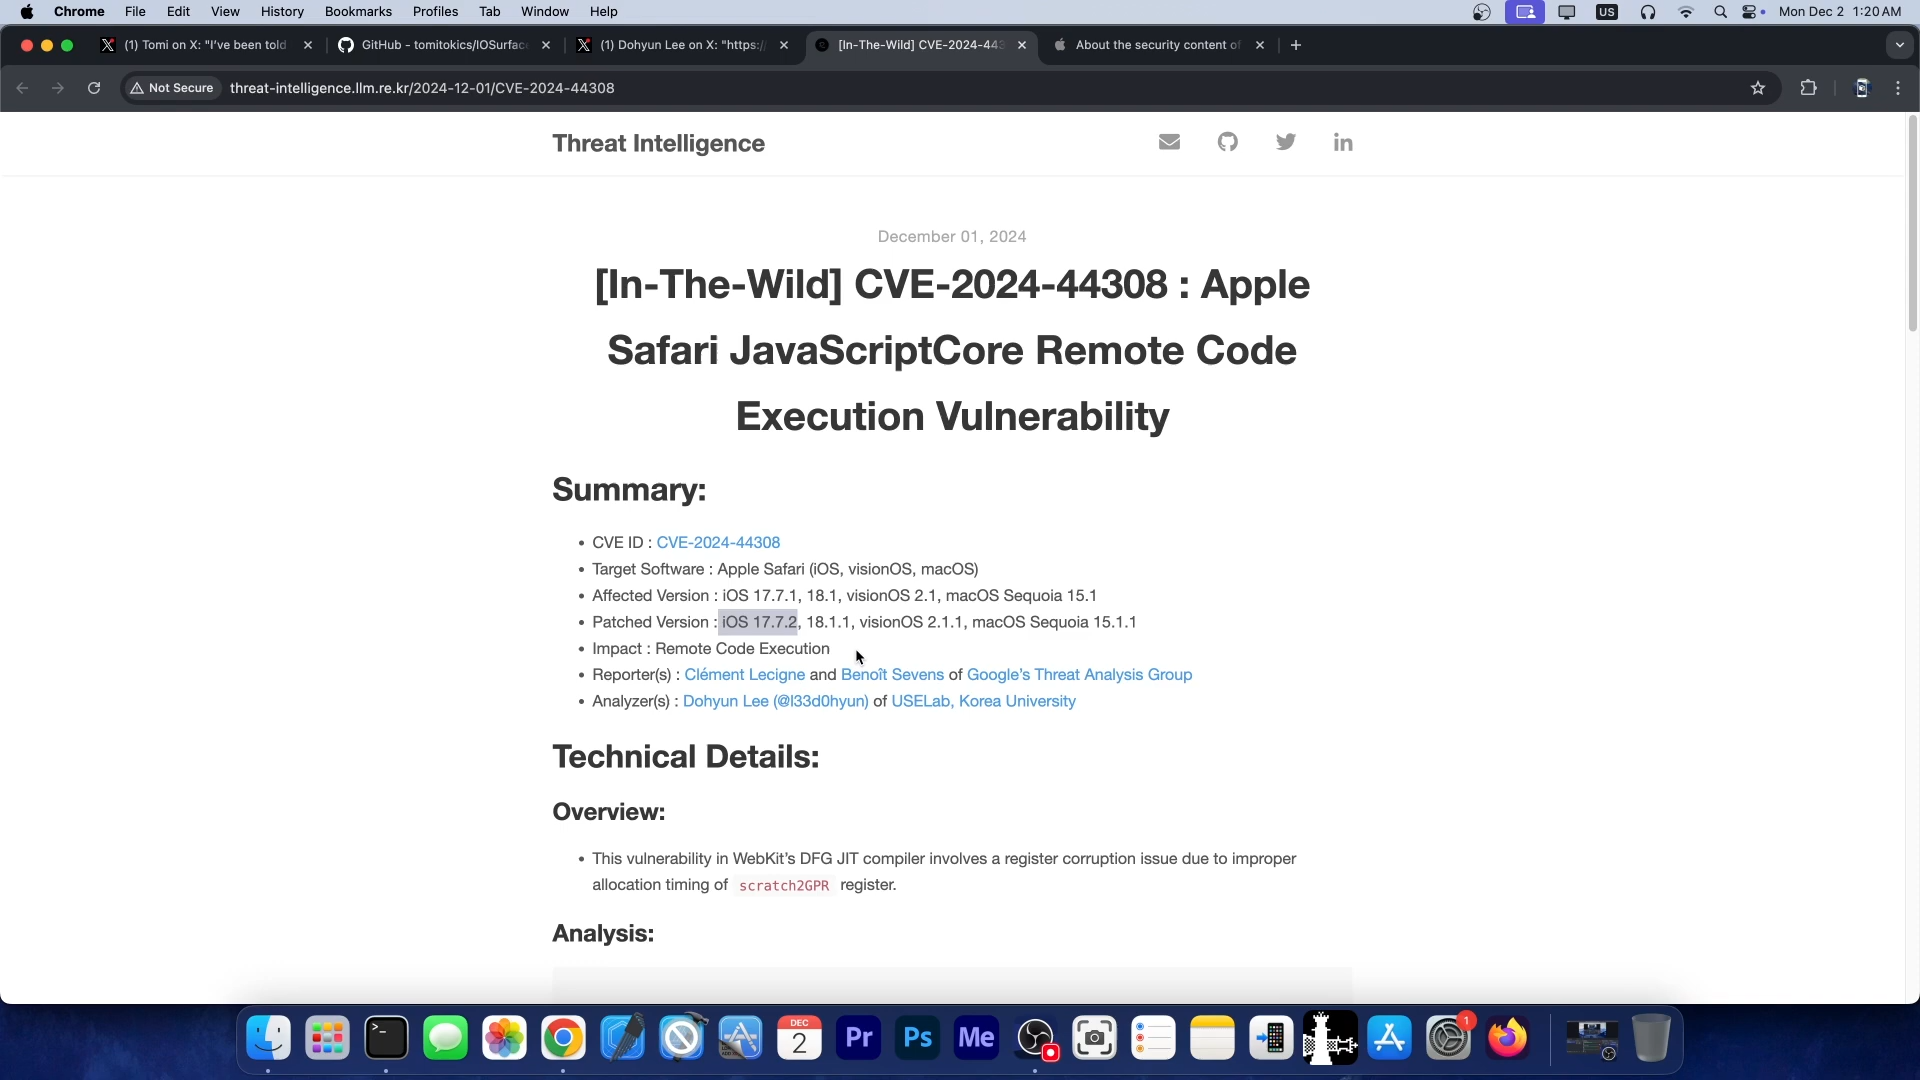 Chrome File Edit View History Bookmarks Profiles Tab Window Help US Mon Dec 2 1:20 AM
(1) Tomi on X: "I've been told
GitHub - tomitokics/IOSurfac
(1) Dohyun Lee on X: "https:/
[In-The-Wild] CVE-2024-443
About the security content of
Not Secure threat-intelligence.llm.re.kr/2024-12-01/CVE-2024-44308
Threat Intelligence
December 01, 2024
[In-The-Wild] CVE-2024-44308 : Apple
Safari JavaScriptCore Remote Code
Execution Vulnerability
Summary:
• CVE ID : CVE-2024-44308
• Target Software : Apple Safari (iOS, visionOS, macOS)
• Affected Version : iOS 17.7.1, 18.1, visionOS 2.1, macOS Sequoia 15.1
• Patched Version : iOS 17.7.2, 18.1.1, visionOS 2.1.1, macOS Sequoia 15.1.1
• Impact : Remote Code Execution
• Reporter(s) : Clément Lecigne and Benoît Sevens of Google's Threat Analysis Group
• Analyzer(s) : Dohyun Lee (@l33d0hyun) of USELab, Korea University
Technical Details:
Overview:
• This vulnerability in WebKit's DFG JIT compiler involves a register corruption issue due to improper
allocation timing of scratch2GPR register.
Analysis:
DEC
2
Pr
Ps
Me
1